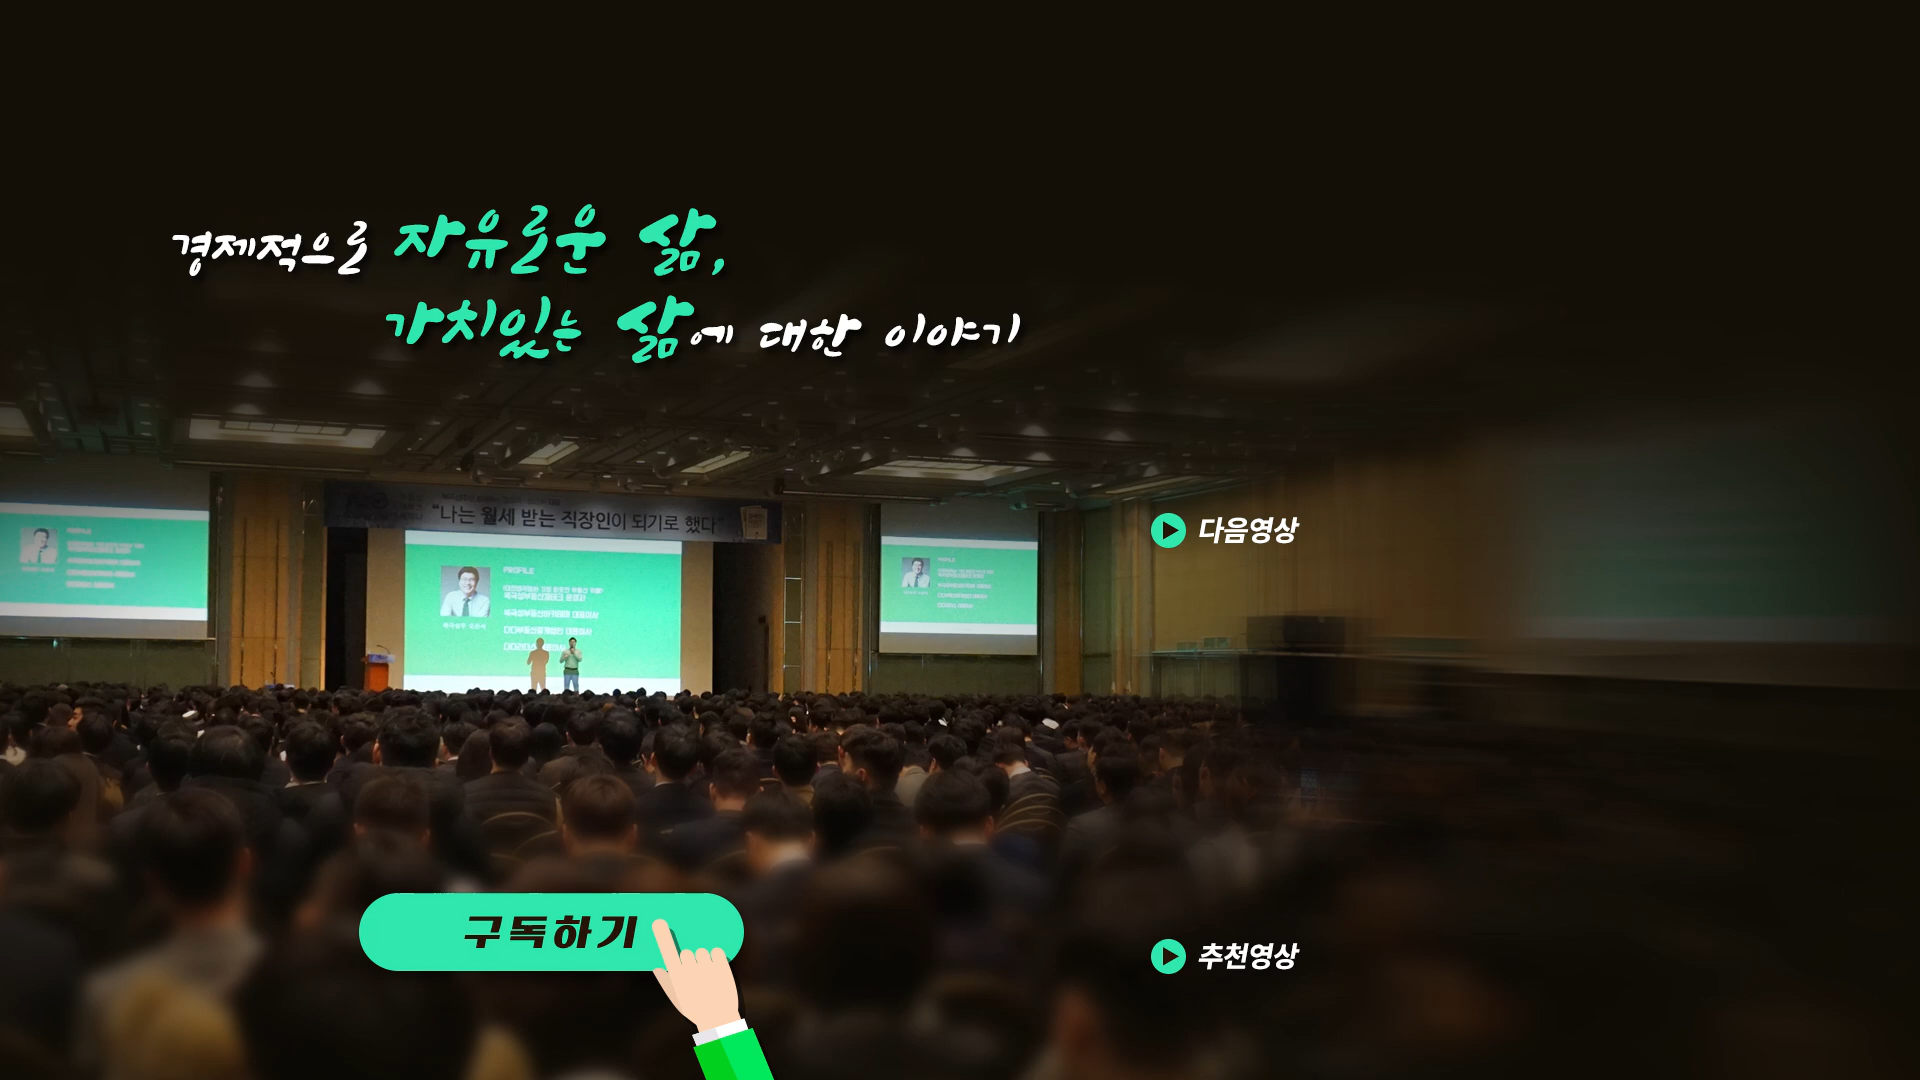 경제적으로 자유로운 삶,
가치있는 삶에 대한 이야기
"나는 월세 받는 직장인이 되기로 했다"
PROFILE
다음영상
구독하기
추천영상